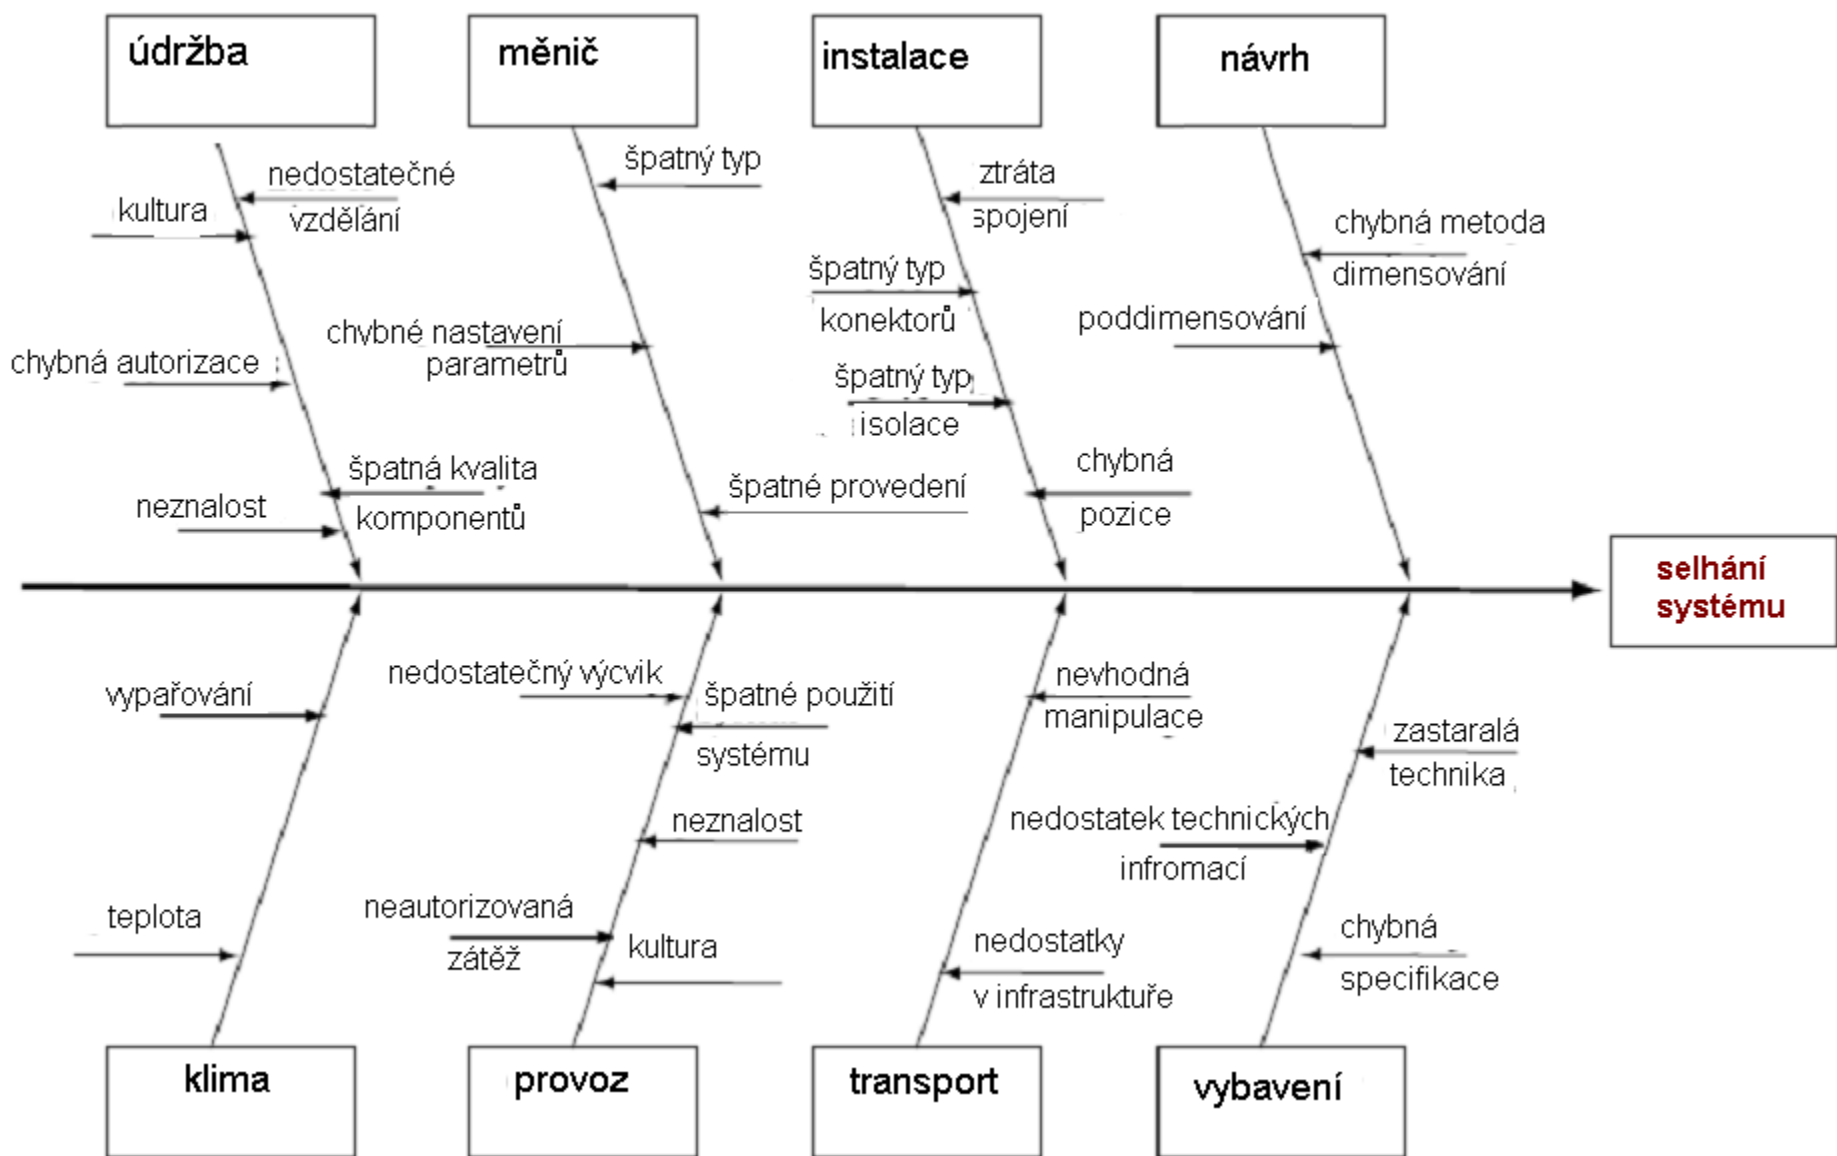 údržba
měnič
instalace
návrh
nedostatečné
vzdělání
kultura
chybná autorizace
špatná kvalita
komponentů
neznalost
špatný typ
chybné nastavení
parametrů
špatné provedení
ztráta
spojení
špatný typ
konektorů
špatný typ
isolace
chybná
pozice
chybná metoda
dimensování
poddimensování
selhání
systému
vypařování
teplota
nedostatečný výcvik
špatné použití
systému
neznalost
neautorizovaná
zátěž
kultura
nevhodná
manipulace
nedostatky
v infrastruktuře
zastaralá
technika
nedostatek technických
infromací
chybná
specifikace
klima
provoz
transport
vybavení